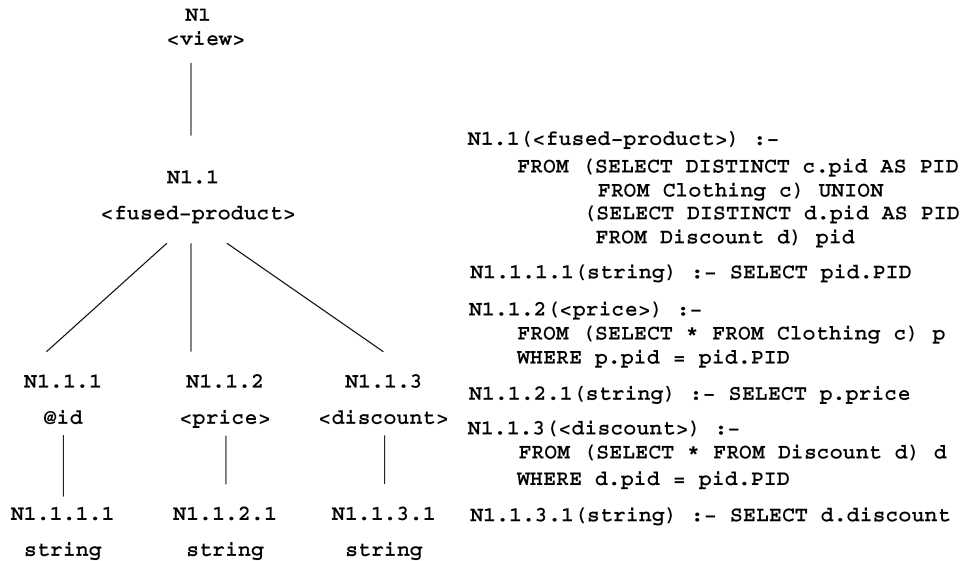 N1
<view>
N1.1
<fused-product>
N1.1.1 N1.1.2 N1.1.3
@id <price> <discount>
N1.1.1.1 N1.1.2.1 N1.1.3.1
string string string
N1.1(<fused-product>) :-
FROM (SELECT DISTINCT c.pid AS PID
FROM Clothing c) UNION
(SELECT DISTINCT d.pid AS PID
FROM Discount d) pid
N1.1.1.1(string) :- SELECT pid.PID
N1.1.2(<price>) :-
FROM (SELECT * FROM Clothing c) p
WHERE p.pid = pid.PID
N1.1.2.1(string) :- SELECT p.price
N1.1.3(<discount>) :-
FROM (SELECT * FROM Discount d) d
WHERE d.pid = pid.PID
N1.1.3.1(string) :- SELECT d.discount